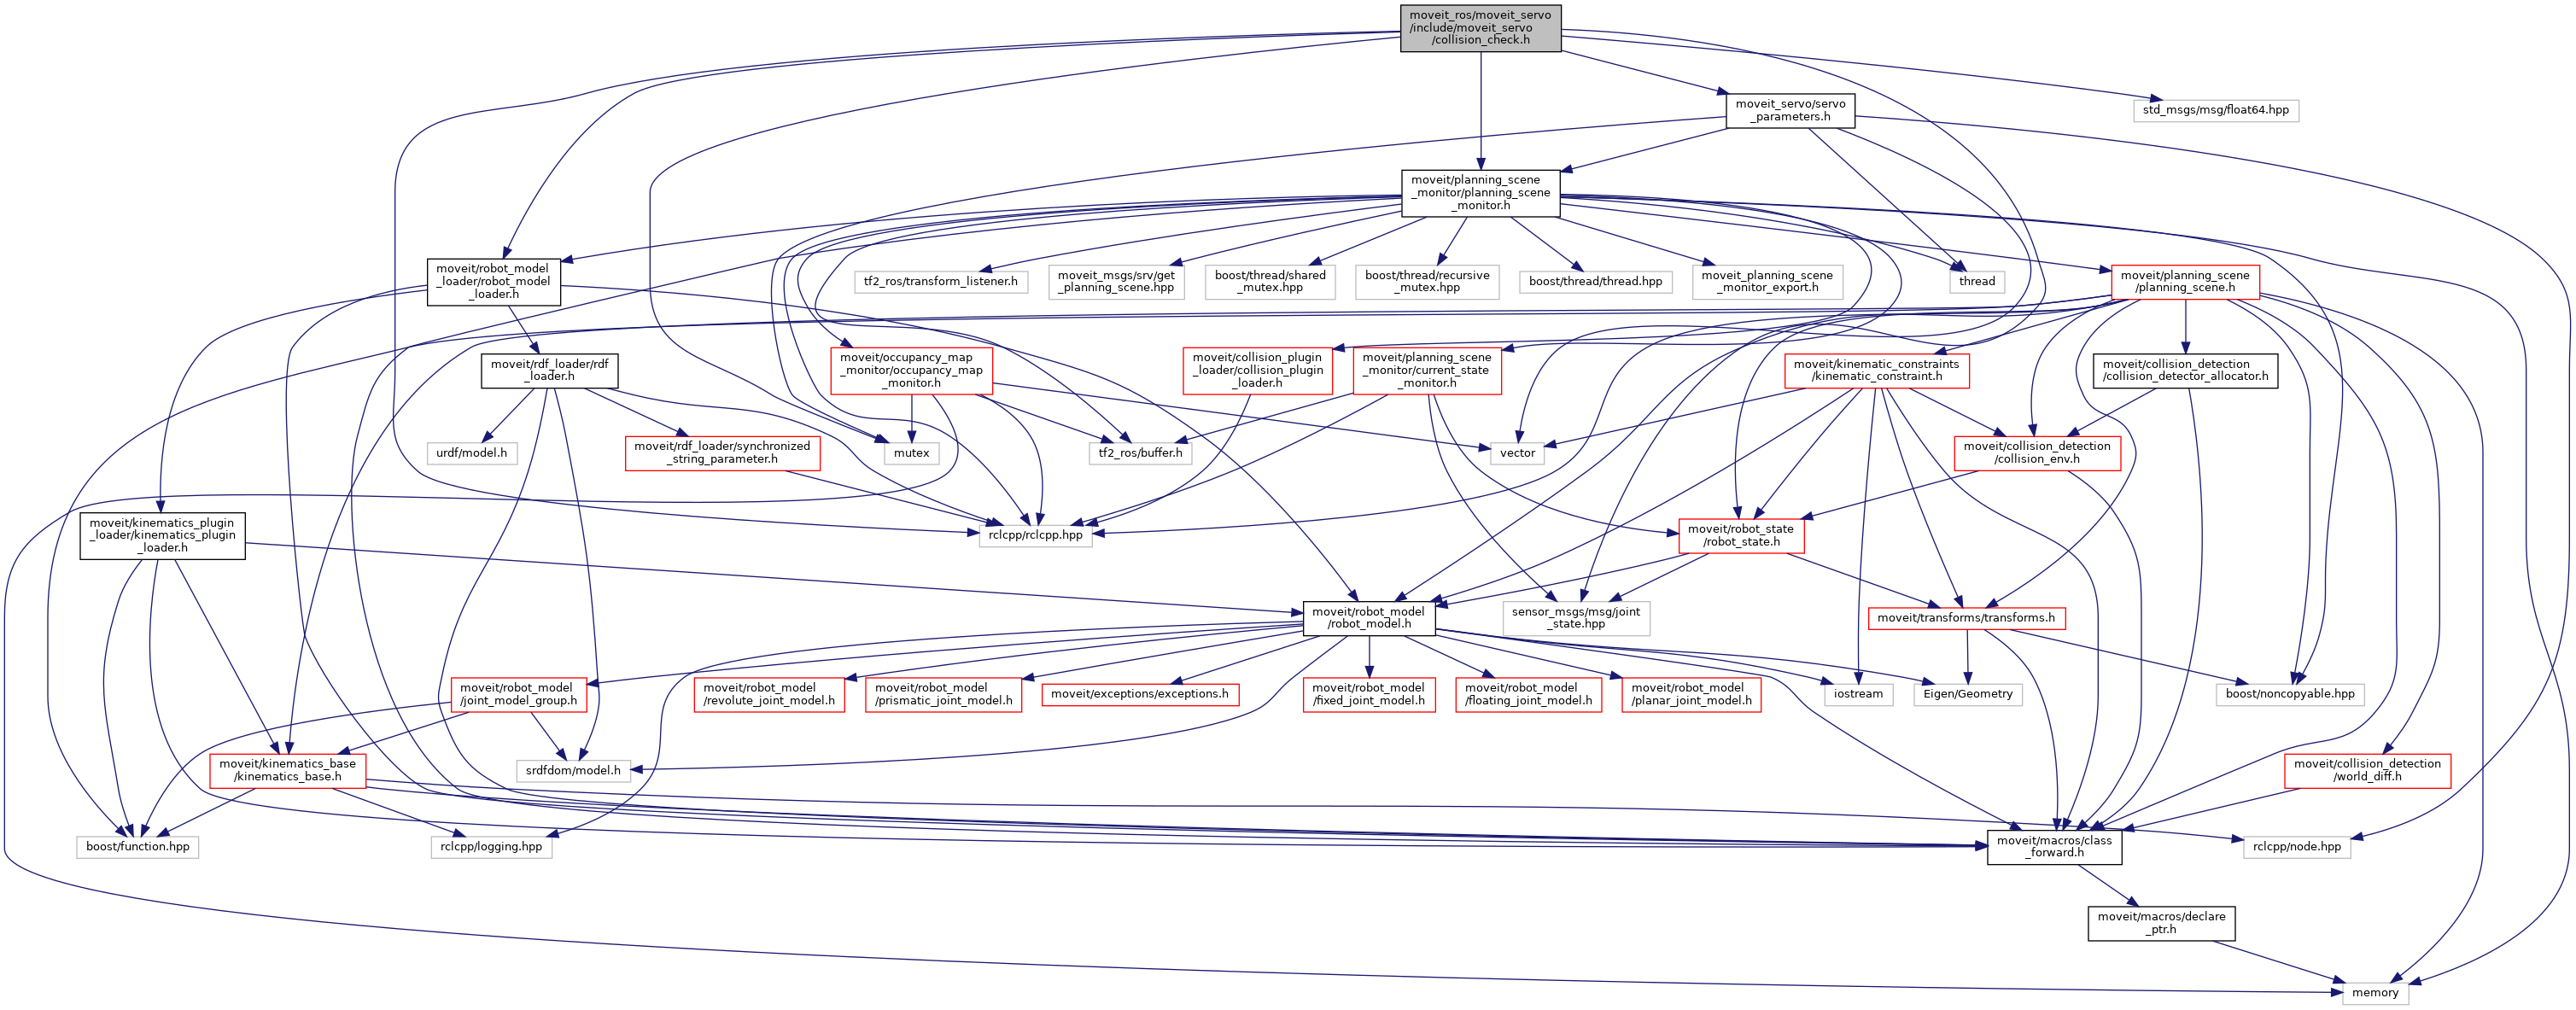 moveit_ros/moveit_servo
/include/moveit_servo
/collision_check.h
moveit_servo/servo
_parameters.h
std_msgs/msg/float64.hpp
moveit/planning_scene
_monitor/planning_scene
_monitor.h
moveit/robot_model
_loader/robot_model
_loader.h
tf2_ros/transform_listener.h
moveit_msgs/srv/get
_planning_scene.hpp
boost/thread/shared
_mutex.hpp
boost/thread/recursive
_mutex.hpp
boost/thread/thread.hpp
moveit_planning_scene
_monitor_export.h
thread
moveit/planning_scene
/planning_scene.h
moveit/rdf_loader/rdf
_loader.h
moveit/occupancy_map
_monitor/occupancy_map
_monitor.h
moveit/collision_plugin
_loader/collision_plugin
_loader.h
moveit/planning_scene
_monitor/current_state
_monitor.h
moveit/kinematic_constraints
/kinematic_constraint.h
moveit/collision_detection
/collision_detector_allocator.h
urdf/model.h
moveit/rdf_loader/synchronized
_string_parameter.h
mutex
tf2_ros/buffer.h
vector
moveit/collision_detection
/collision_env.h
moveit/kinematics_plugin
_loader/kinematics_plugin
_loader.h
rclcpp/rclcpp.hpp
moveit/robot_state
/robot_state.h
moveit/robot_model
/robot_model.h
sensor_msgs/msg/joint
_state.hpp
moveit/transforms/transforms.h
moveit/robot_model
/joint_model_group.h
moveit/robot_model
/revolute_joint_model.h
moveit/robot_model
/prismatic_joint_model.h
moveit/exceptions/exceptions.h
moveit/robot_model
/fixed_joint_model.h
moveit/robot_model
/floating_joint_model.h
moveit/robot_model
/planar_joint_model.h
iostream
Eigen/Geometry
boost/noncopyable.hpp
moveit/kinematics_base
/kinematics_base.h
srdfdom/model.h
moveit/collision_detection
/world_diff.h
boost/function.hpp
rclcpp/logging.hpp
moveit/macros/class
_forward.h
rclcpp/node.hpp
moveit/macros/declare
_ptr.h
memory